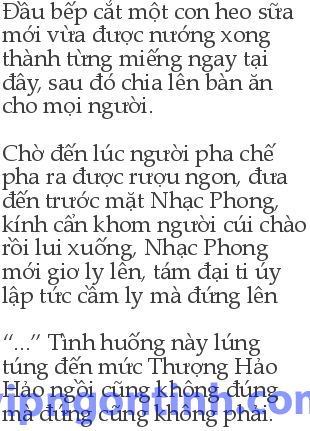 Đầu bếp cắt một con heo sữa
mới vừa được nướng xong
thành từng miếng ngay tại
đây, sau đó chia lên bàn ăn
cho mọi người.

Chờ đến lúc người pha chế
pha ra được rượu ngon, đưa
đến trước mặt Nhạc Phong,
kính cẩn khom người cúi chào
rồi lui xuống, Nhạc Phong
mới giơ ly lên, tám đại ti úy
lập tức cầm ly mà đứng lên

“...” Tình huống này lúng
túng đến mức Thượng Hảo
Hảo ngồi cũng không đúng
mà đứng cũng không phải.
vipngontinh.com